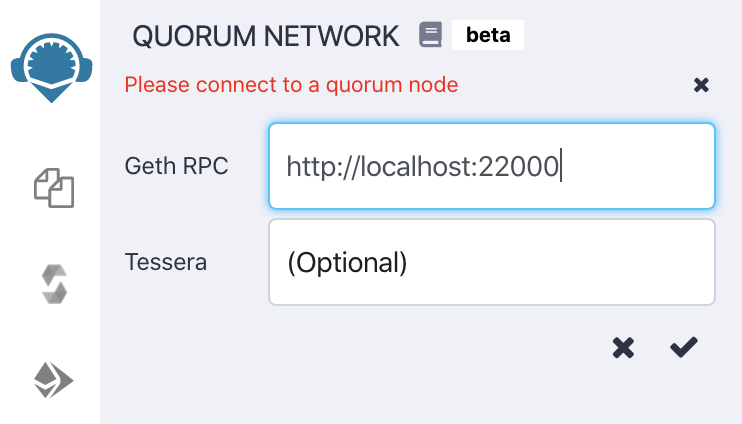 QUORUM NETWORK beta
Please connect to a quorum node
Geth RPC http://localhost:22000
Tessera (Optional)